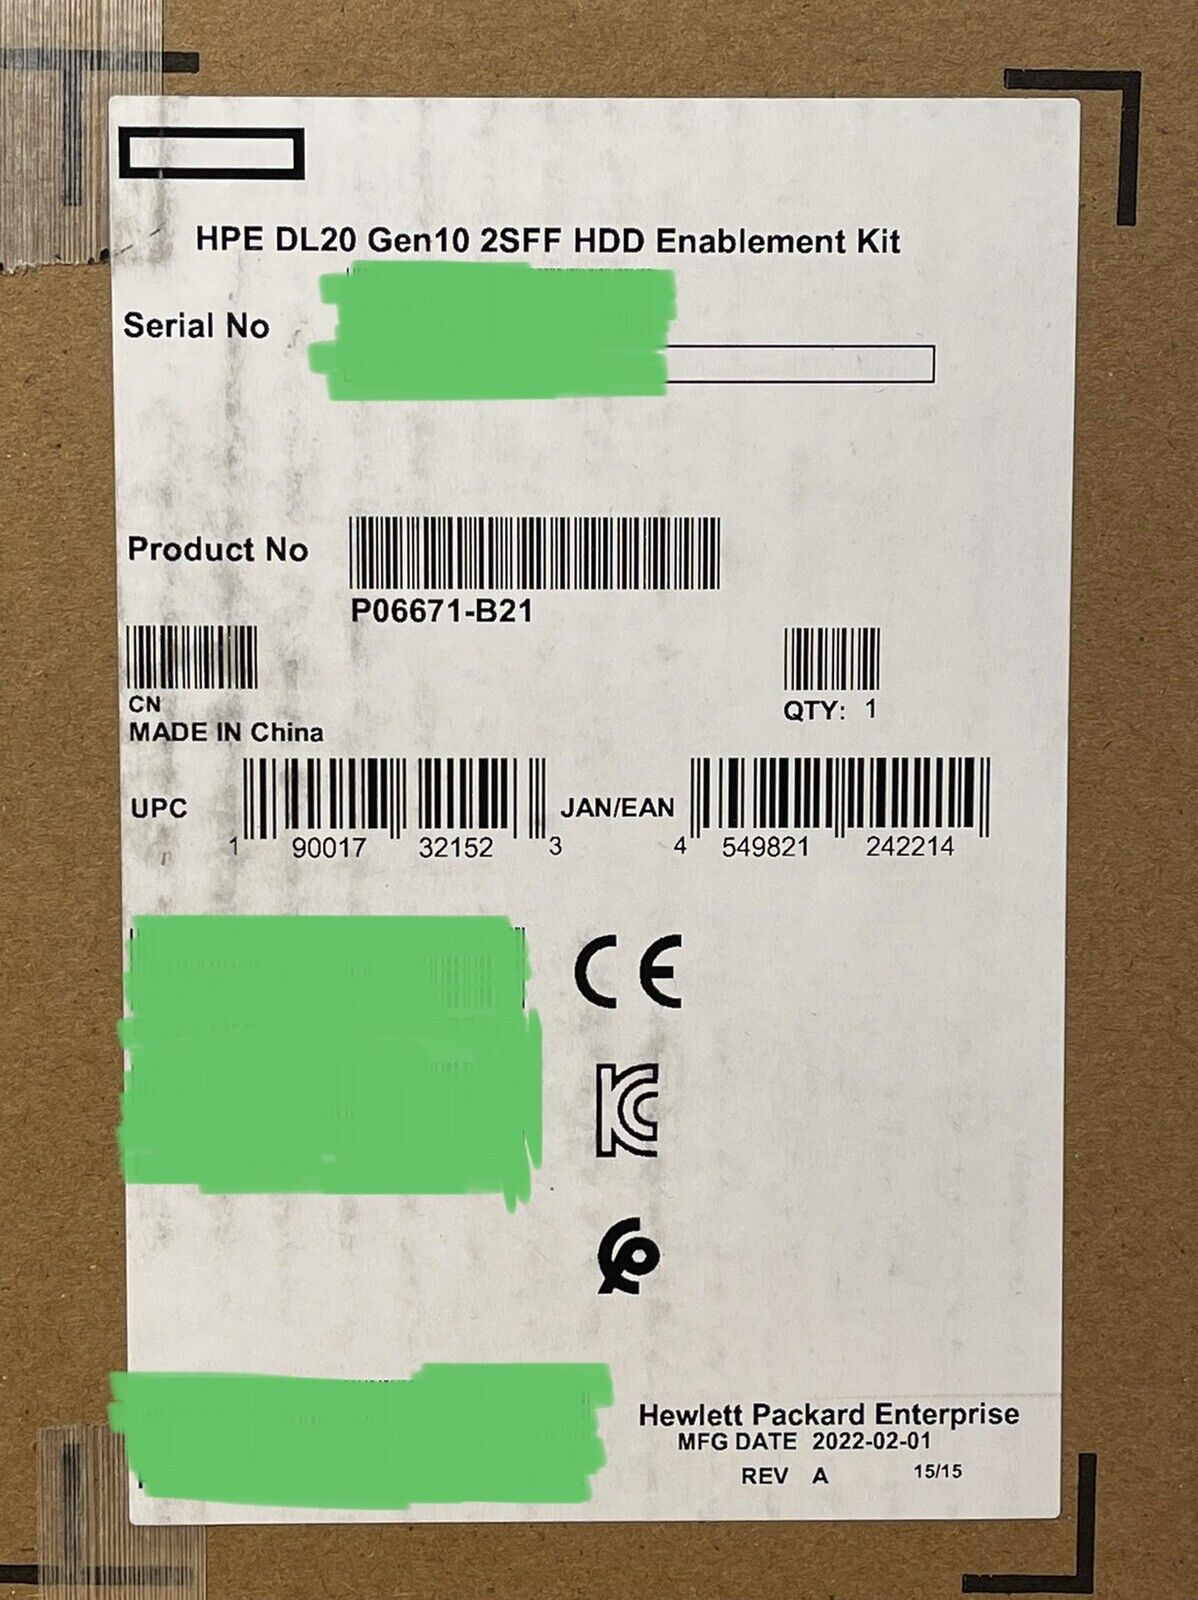 HPE DL20 Gen10 2SFF HDD Enablement Kit
Serial No
Product No
P06671-B21
CN
MADE IN China
QTY: 1
UPC
1 90017 32152 3
JAN/EAN
4 549821 242214
CE
Hewlett Packard Enterprise
MFG DATE 2022-02-01
REV A 15/15